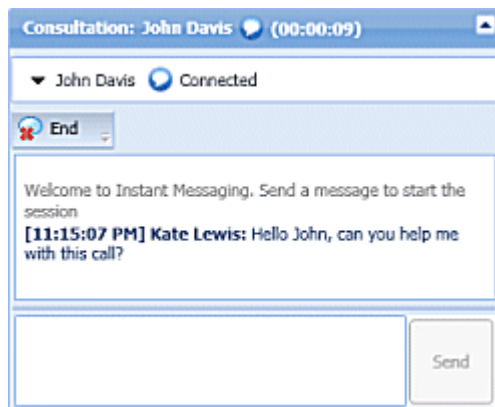 Consultation: John Davis (00:00:09)
John Davis Connected
End
Welcome to Instant Messaging. Send a message to start the
session
[11:15:07 PM] Kate Lewis: Hello John, can you help me
with this call?
Send